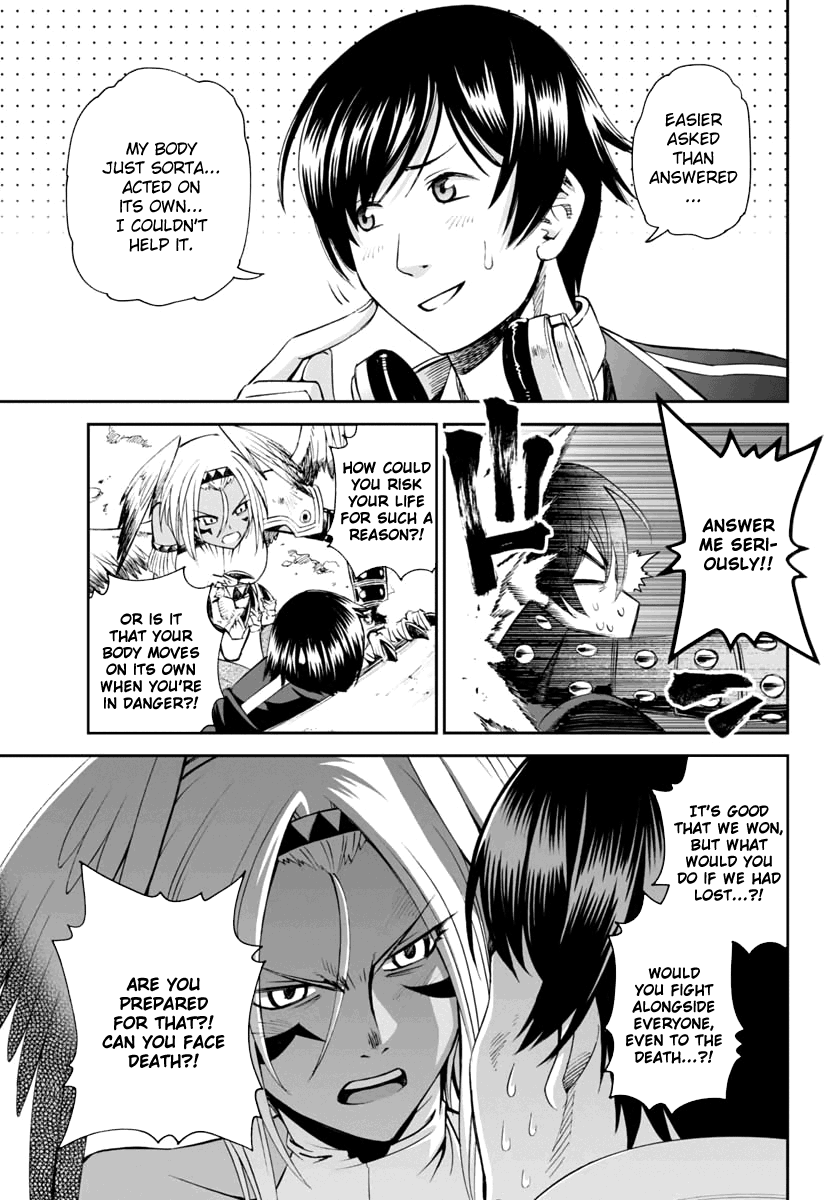 EASIER
ASKED
THAN
ANSWERED
...
MY BODY
JUST SORTA...
ACTED ON
ITS OWN...
I COULDN'T
HELP IT.
ANSWER
ME SERI-
OUSLY!!
HOW COULD
YOU RISK
YOUR LIFE
FOR SUCH A
REASON?!
OR IS IT
THAT YOUR
BODY MOVES
ON ITS OWN
WHEN YOU'RE
IN DANGER?!
IT'S GOOD
THAT WE WON,
BUT WHAT
WOULD YOU
DO IF WE HAD
LOST...?!
WOULD
YOU FIGHT
ALONGSIDE
EVERYONE,
EVEN TO THE
DEATH...?!
ARE YOU
PREPARED
FOR THAT?!
CAN YOU FACE
DEATH?!